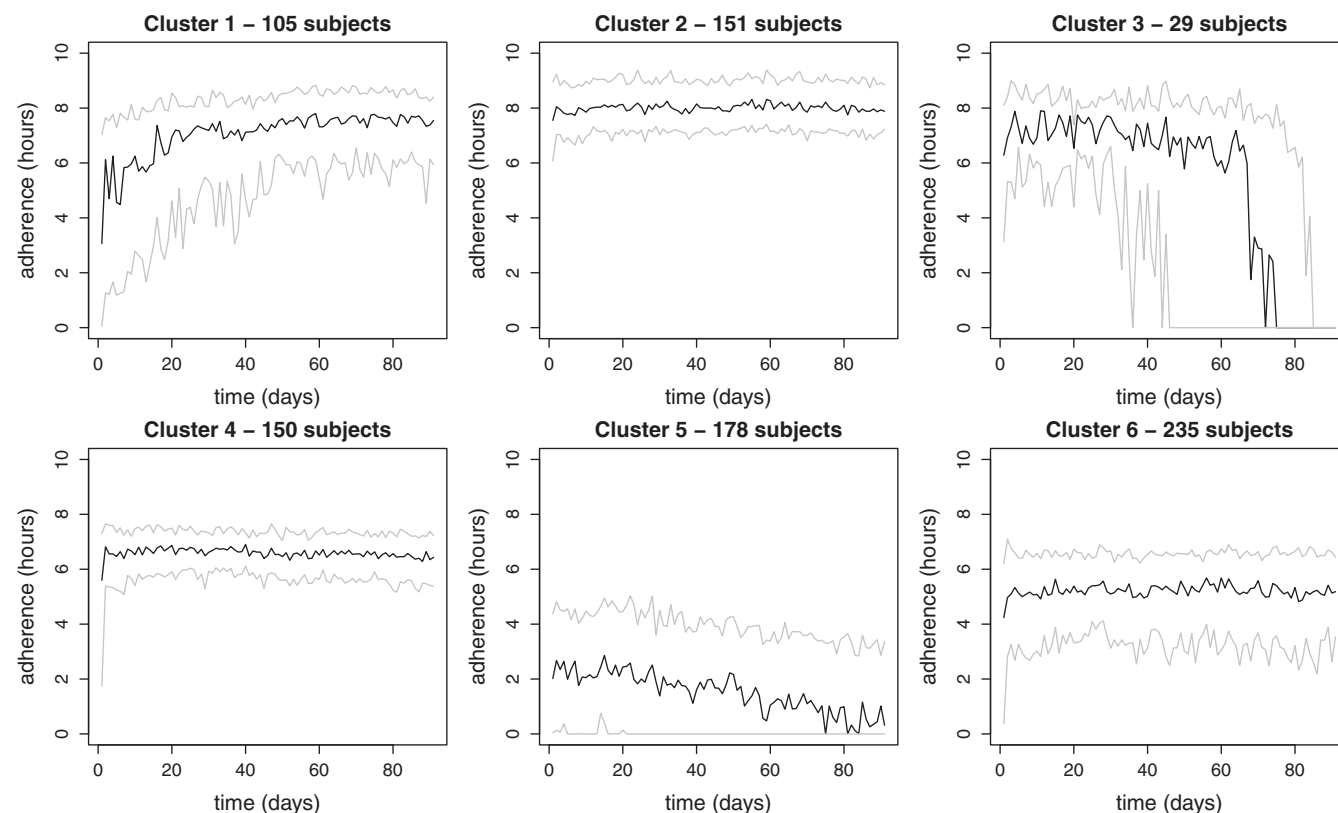 Cluster 1 – 105 subjects
adherence (hours)
10
8
6
4
2
0
0 20 40 60 80
time (days)
Cluster 2 – 151 subjects
adherence (hours)
10
8
6
4
2
0
0 20 40 60 80
time (days)
Cluster 3 – 29 subjects
adherence (hours)
10
8
6
4
2
0
0 20 40 60 80
time (days)
Cluster 4 – 150 subjects
adherence (hours)
10
8
6
4
2
0
0 20 40 60 80
time (days)
Cluster 5 – 178 subjects
adherence (hours)
10
8
6
4
2
0
0 20 40 60 80
time (days)
Cluster 6 – 235 subjects
adherence (hours)
10
8
6
4
2
0
0 20 40 60 80
time (days)